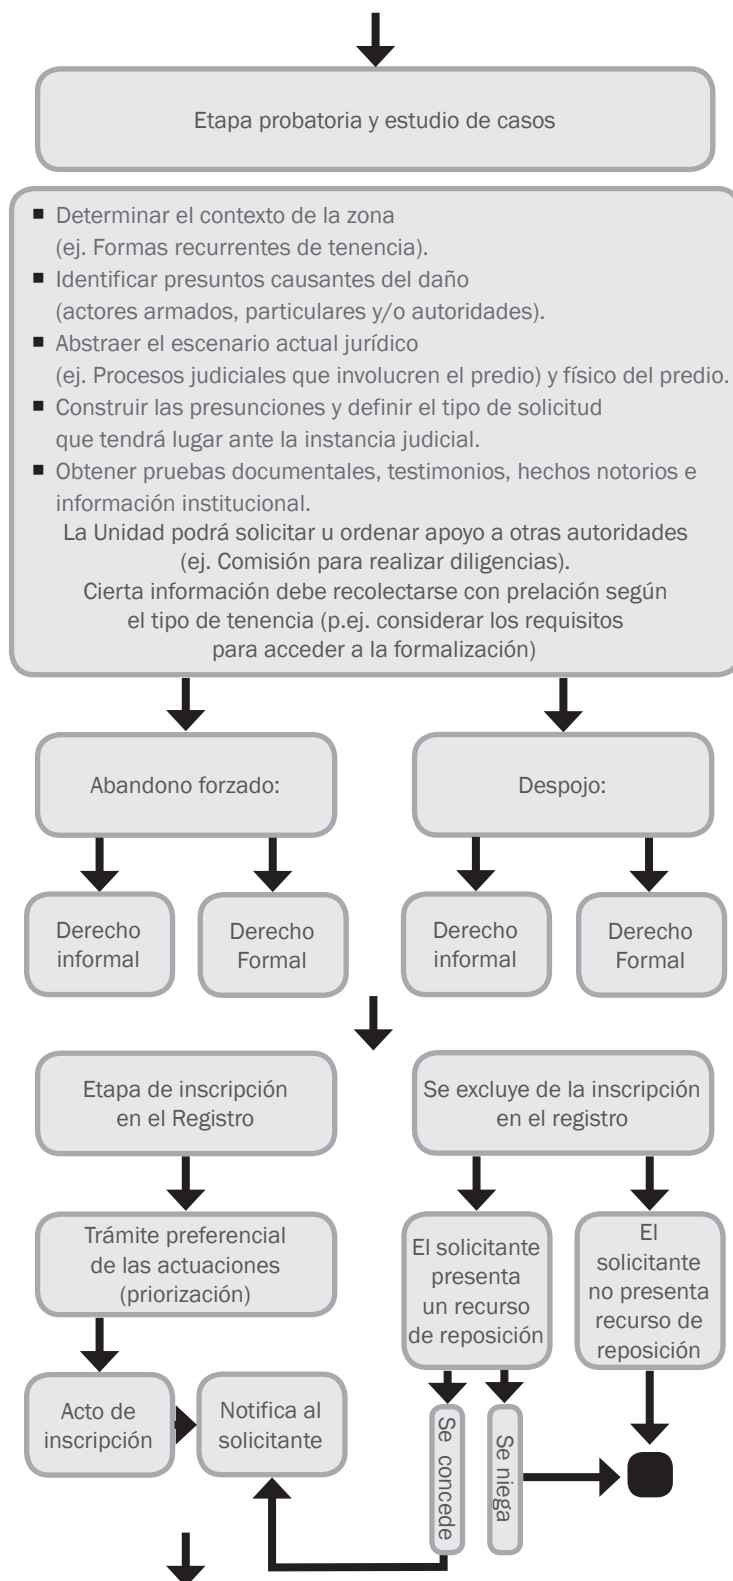 Etapa probatoria y estudio de casos
▪ Determinar el contexto de la zona
(ej. Formas recurrentes de tenencia).
▪ Identificar presuntos causantes del daño
(actores armados, particulares y/o autoridades).
▪ Abstraer el escenario actual jurídico
(ej. Procesos judiciales que involucren el predio) y físico del predio.
▪ Construir las presunciones y definir el tipo de solicitud
que tendrá lugar ante la instancia judicial.
▪ Obtener pruebas documentales, testimonios, hechos notorios e
información institucional.
La Unidad podrá solicitar u ordenar apoyo a otras autoridades
(ej. Comisión para realizar diligencias).
Cierta información debe recolectarse con prelación según
el tipo de tenencia (p.ej. considerar los requisitos
para acceder a la formalización)
Abandono forzado:
Despojo:
Derecho
informal
Derecho
Formal
Derecho
informal
Derecho
Formal
Etapa de inscripción
en el Registro
Se excluye de la inscripción
en el registro
Trámite preferencial
de las actuaciones
(priorización)
El solicitante
presenta
un recurso
de reposición
El
solicitante
no presenta
recurso de
reposición
Acto de
inscripción
Notifica al
solicitante
Se concede
Se niega